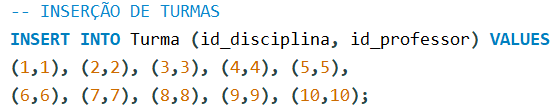 -- INSERÇÃO DE TURMAS
INSERT INTO Turma (id_disciplina, id_professor) VALUES
(1,1), (2,2), (3,3), (4,4), (5,5),
(6,6), (7,7), (8,8), (9,9), (10,10);